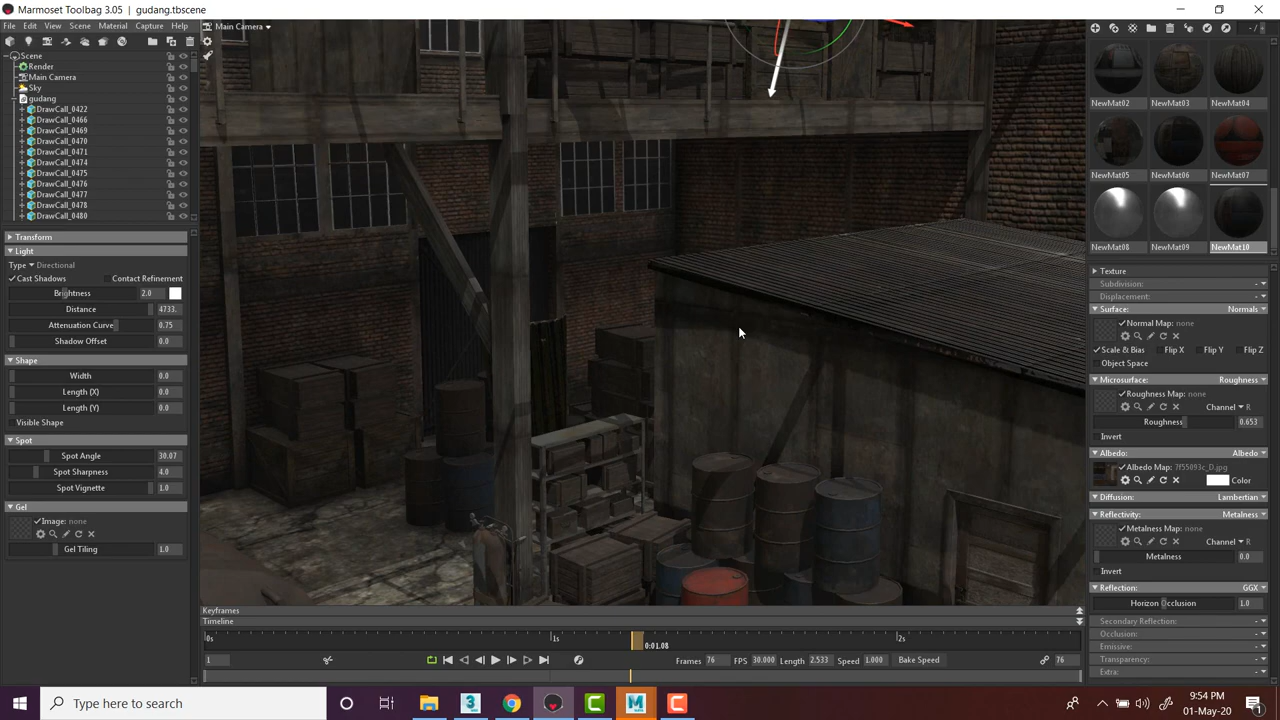 Marmoset Toolbag 3.05 | gudang.tbscene
File Edit View Scene Material Capture Help
Main Camera
- / -
Scene
Render
Main Camera
Sky
gudang
DrawCall_0422
DrawCall_0466
DrawCall_0469
DrawCall_0470
DrawCall_0471
DrawCall_0474
DrawCall_0475
DrawCall_0476
DrawCall_0477
DrawCall_0478
DrawCall_0480
Transform
Light
Type Directional
Cast Shadows Contact Refinement
Brightness 2.0
Distance 4733.
Attenuation Curve 0.75
Shadow Offset 0.0
Shape
Width 0.0
Length (X) 0.0
Length (Y) 0.0
Visible Shape
Spot
Spot Angle 30.07
Spot Sharpness 4.0
Spot Vignette 1.0
Gel
Image: none
Gel Tiling 1.0
NewMat02 NewMat03 NewMat04
NewMat05 NewMat06 NewMat07
NewMat08 NewMat09 NewMat10
Texture
Subdivision: -
Displacement: -
Surface: Normals
Normal Map: none
Scale & Bias Flip X Flip Y Flip Z
Object Space
Microsurface: Roughness
Roughness Map: none
Channel R
Roughness 0.653
Invert
Albedo: Albedo
Albedo Map: 7f55093c_D.jpg
Color
Diffusion: Lambertian
Reflectivity: Metalness
Metalness Map: none
Channel R
Metalness 0.0
Invert
Reflection: GGX
Horizon Occlusion 1.0
Secondary Reflection: -
Occlusion: -
Emissive: -
Transparency: -
Extra: -
Keyframes
Timeline
0s 1s 0:01.08 2s
1 Frames 76 FPS 30.000 Length 2.533 Speed 1.000 Bake Speed 76
Type here to search
9:54 PM
01-May-20